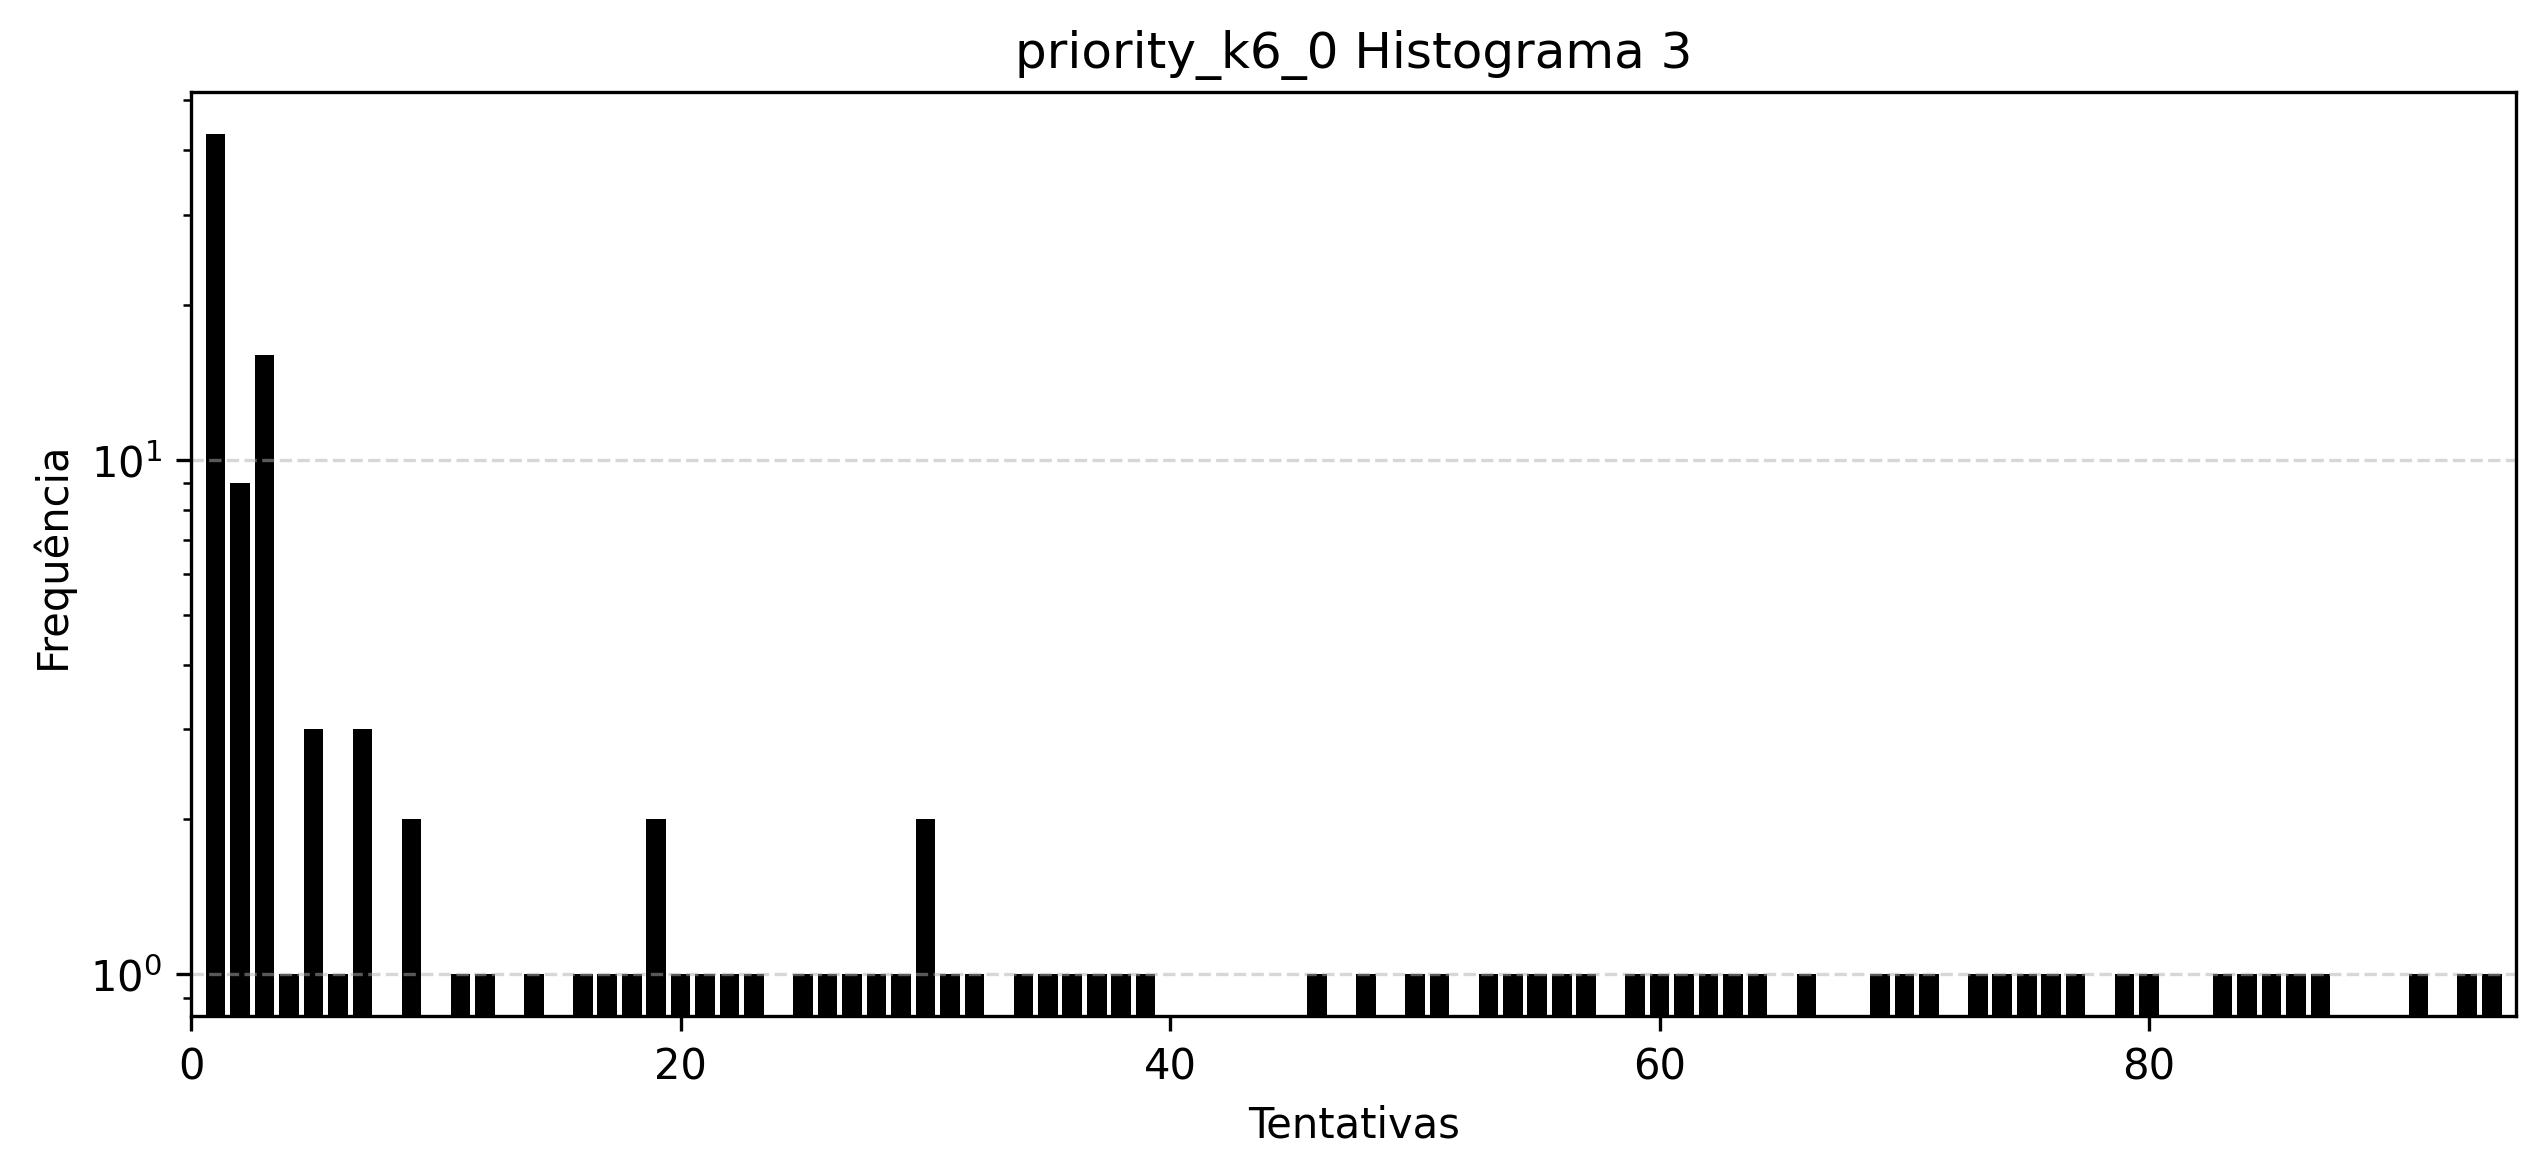 priority_k6_0 Histograma 3
Frequência
10¹
10⁰
0 20 40 60 80
Tentativas